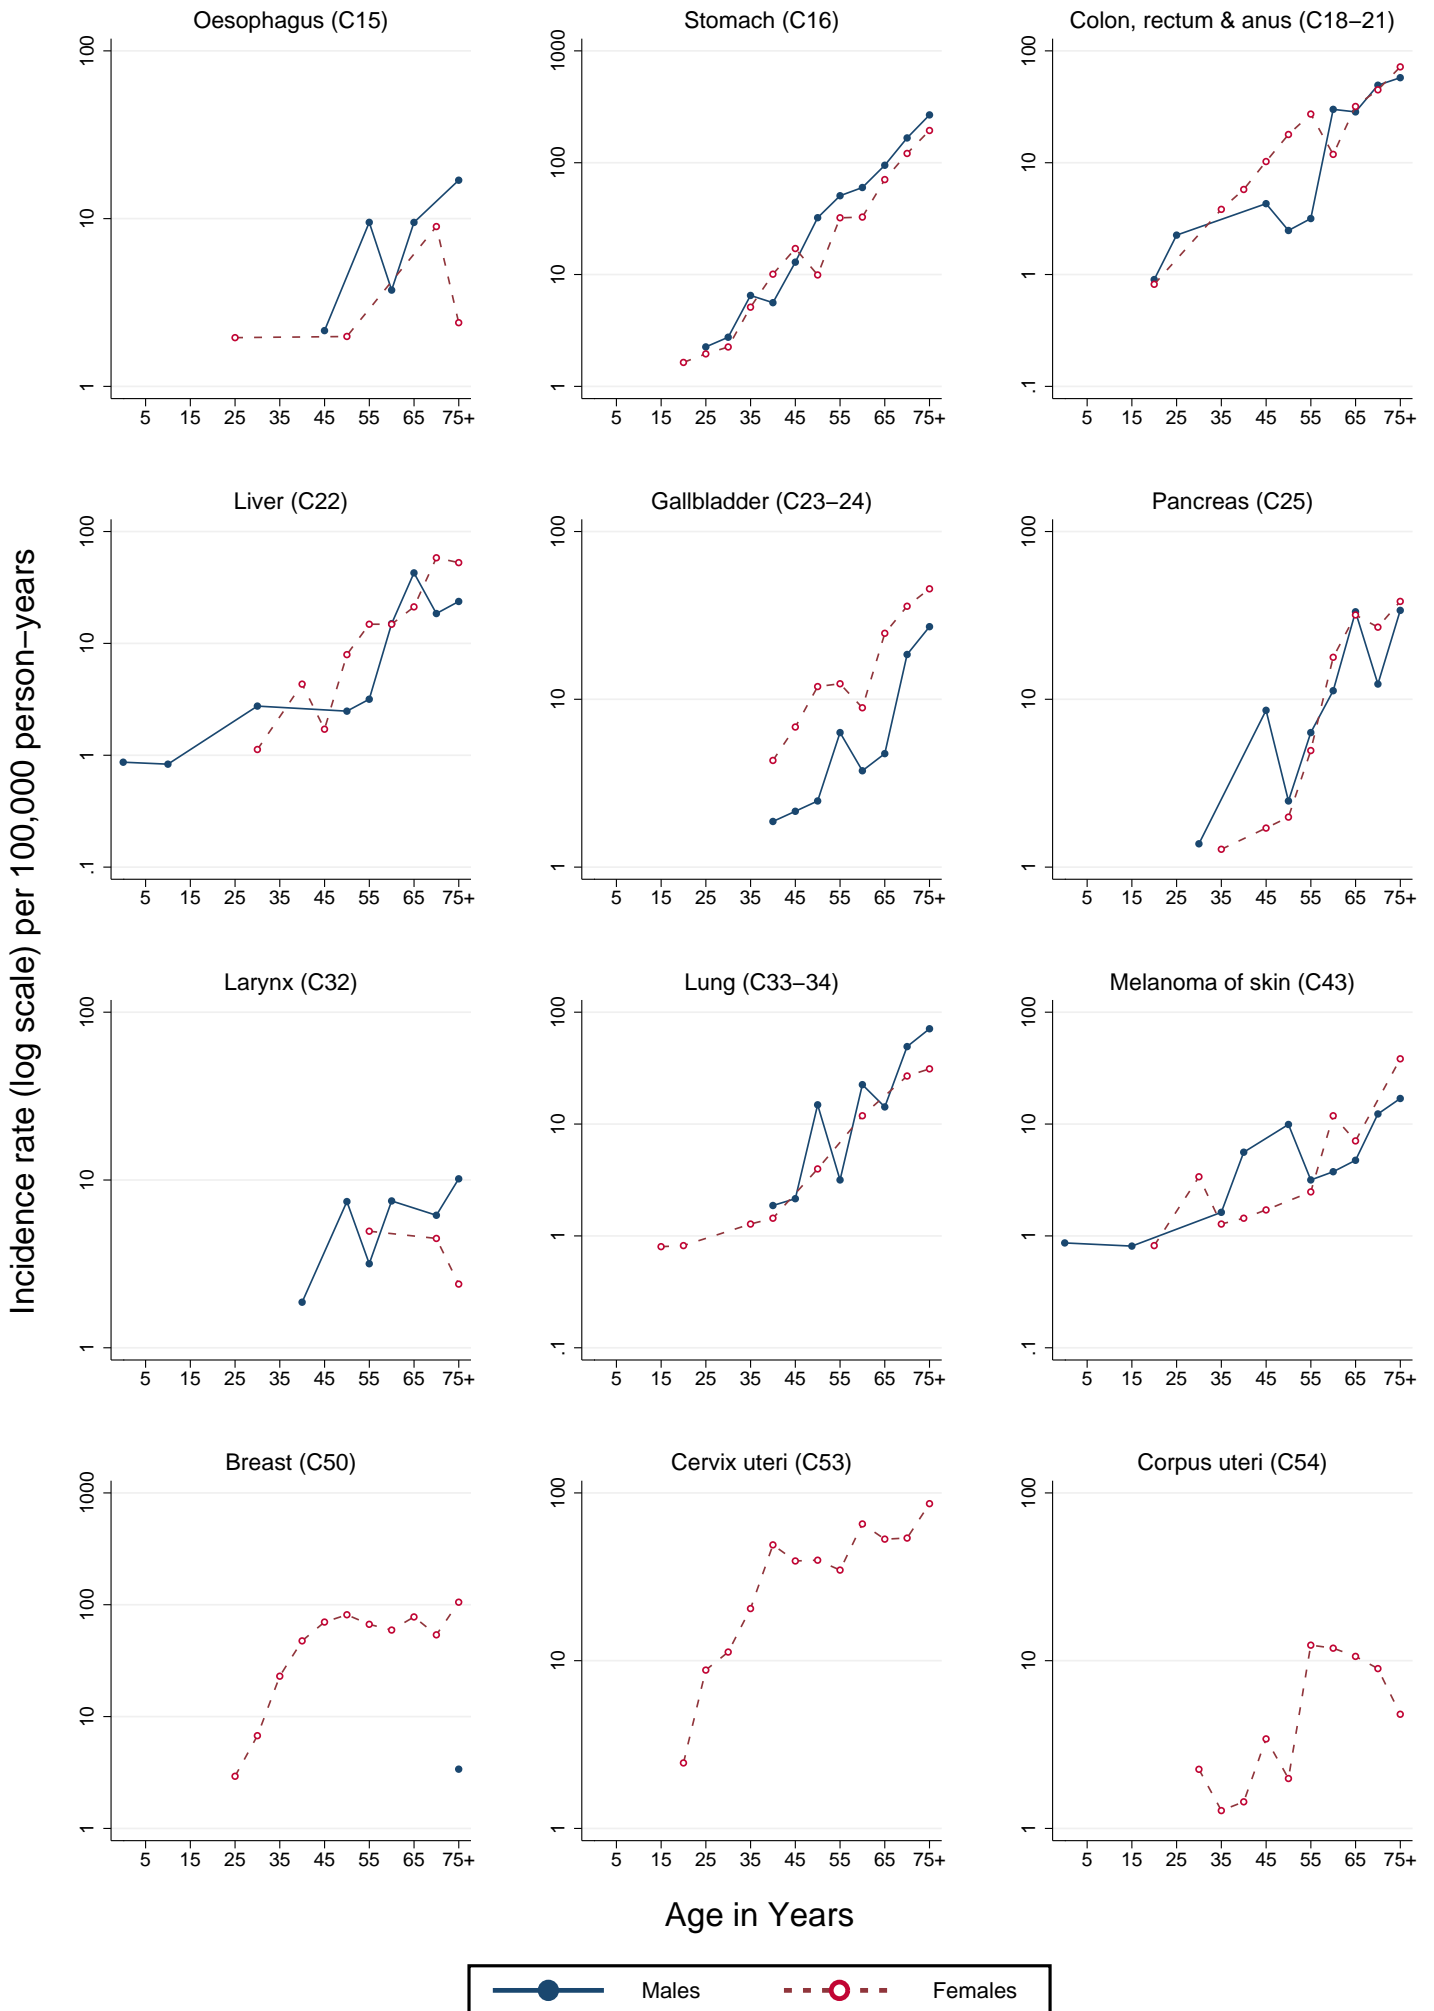 Oesophagus (C15)
Stomach (C16)
Colon, rectum & anus (C18–21)
100
10
1
5 15 25 35 45 55 65 75+
1000
100
10
1
5 15 25 35 45 55 65 75+
100
10
1
.1
5 15 25 35 45 55 65 75+
Incidence rate (log scale) per 100,000 person–years
Liver (C22)
Gallbladder (C23–24)
Pancreas (C25)
100
10
1
.1
5 15 25 35 45 55 65 75+
100
10
1
5 15 25 35 45 55 65 75+
100
10
1
5 15 25 35 45 55 65 75+
Larynx (C32)
Lung (C33–34)
Melanoma of skin (C43)
100
10
1
5 15 25 35 45 55 65 75+
100
10
1
.1
5 15 25 35 45 55 65 75+
100
10
1
.1
5 15 25 35 45 55 65 75+
Breast (C50)
Cervix uteri (C53)
Corpus uteri (C54)
1000
100
10
1
5 15 25 35 45 55 65 75+
100
10
1
5 15 25 35 45 55 65 75+
100
10
1
5 15 25 35 45 55 65 75+
Age in Years
Males Females